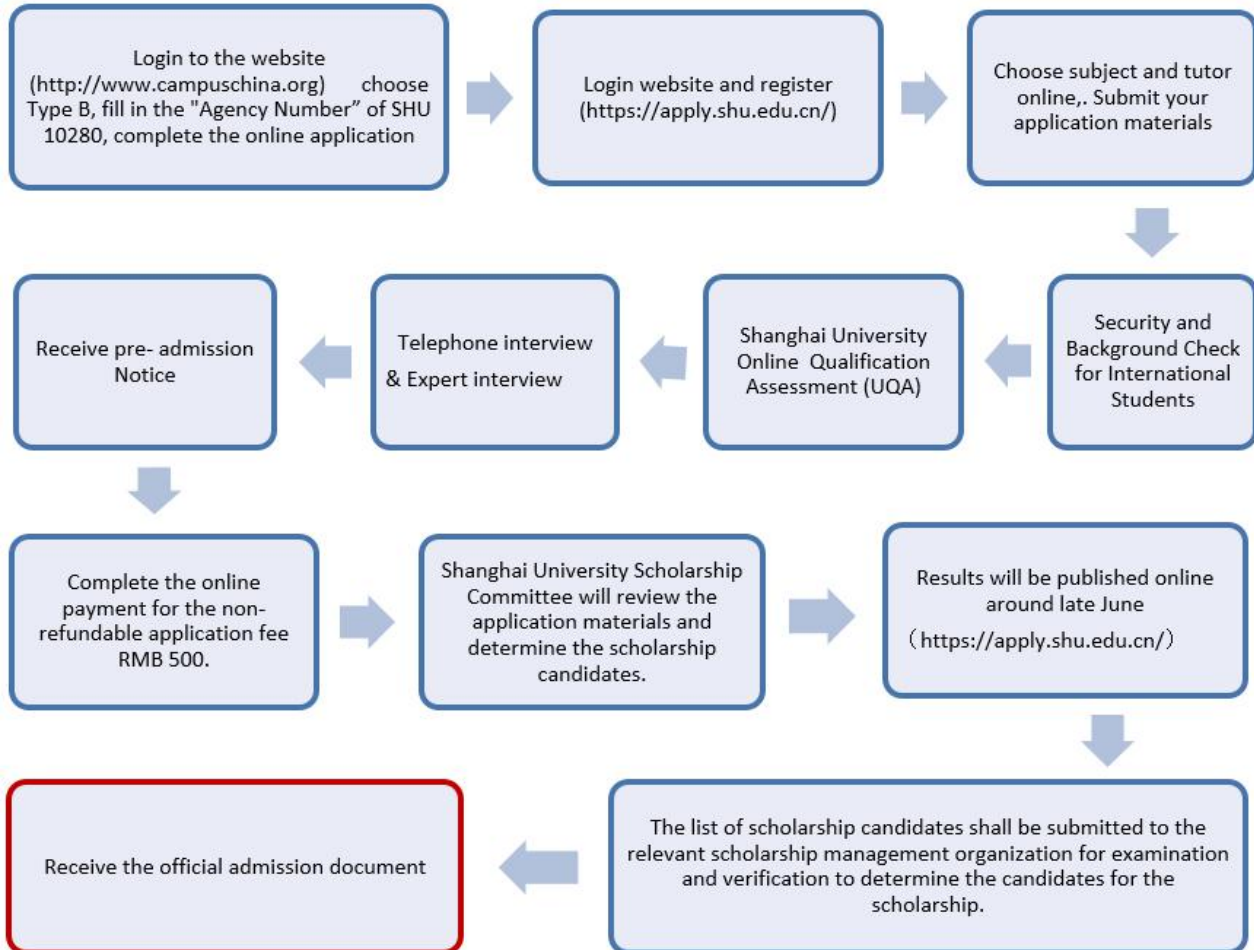 Login to the website
(http://www.campuschina.org) choose
Type B, fill in the "Agency Number” of SHU
10280, complete the online application
Login website and register
(https://apply.shu.edu.cn/)
Choose subject and tutor
online,. Submit your
application materials
Security and
Background Check
for International
Students
Shanghai University
Online Qualification
Assessment (UQA)
Telephone interview
& Expert interview
Receive pre- admission
Notice
Complete the online
payment for the non-
refundable application fee
RMB 500.
Shanghai University Scholarship
Committee will review the
application materials and
determine the scholarship
candidates.
Results will be published online
around late June
（https://apply.shu.edu.cn/）
The list of scholarship candidates shall be submitted to the
relevant scholarship management organization for examination
and verification to determine the candidates for the
scholarship.
Receive the official admission document